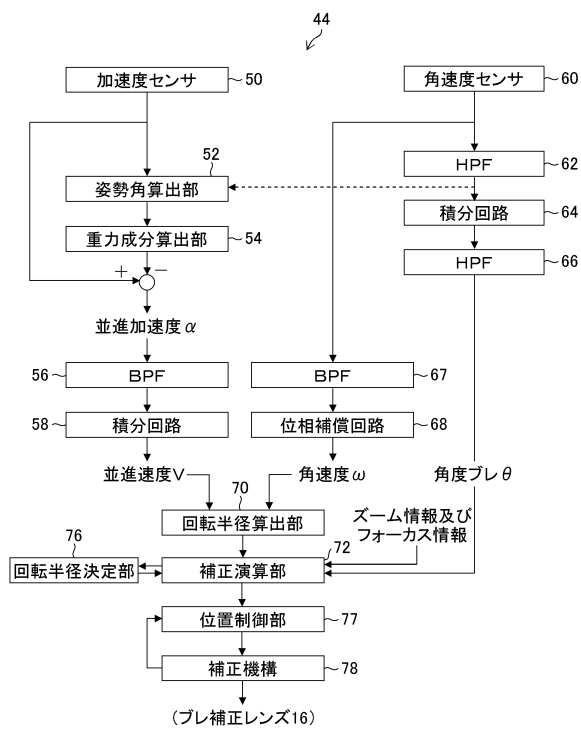 44
加速度センサ 50
角速度センサ 60
HPF 62
52
姿勢角算出部
積分回路 64
重力成分算出部 54
HPF 66
+ −
並進加速度α
56 BPF
BPF 67
58 積分回路
位相補償回路 68
並進速度V
角速度ω
角度ブレθ
70
回転半径算出部
ズーム情報及び
フォーカス情報
76
72
回転半径決定部
補正演算部
位置制御部 77
補正機構 78
(ブレ補正レンズ16)